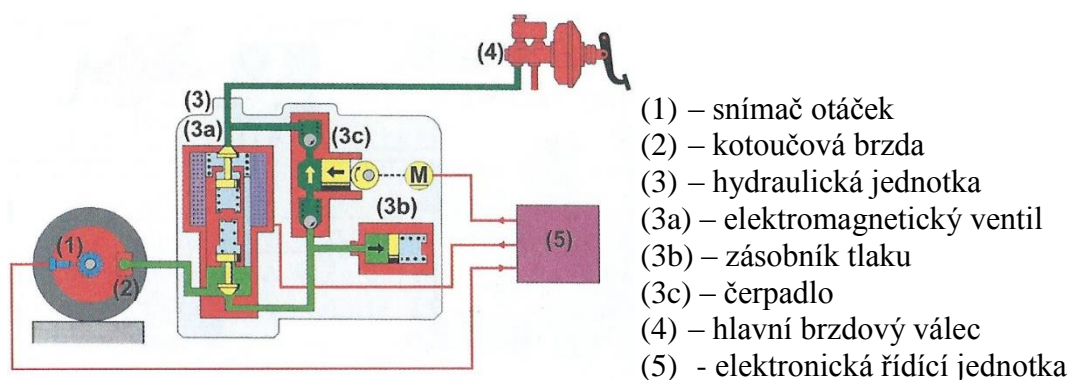 (4)
(3)
(3a)
(3c)
M
(3b)
(1)
(2)
(5)
(1) – snímač otáček
(2) – kotoučová brzda
(3) – hydraulická jednotka
(3a) – elektromagnetický ventil
(3b) – zásobník tlaku
(3c) – čerpadlo
(4) – hlavní brzdový válec
(5) - elektronická řídící jednotka